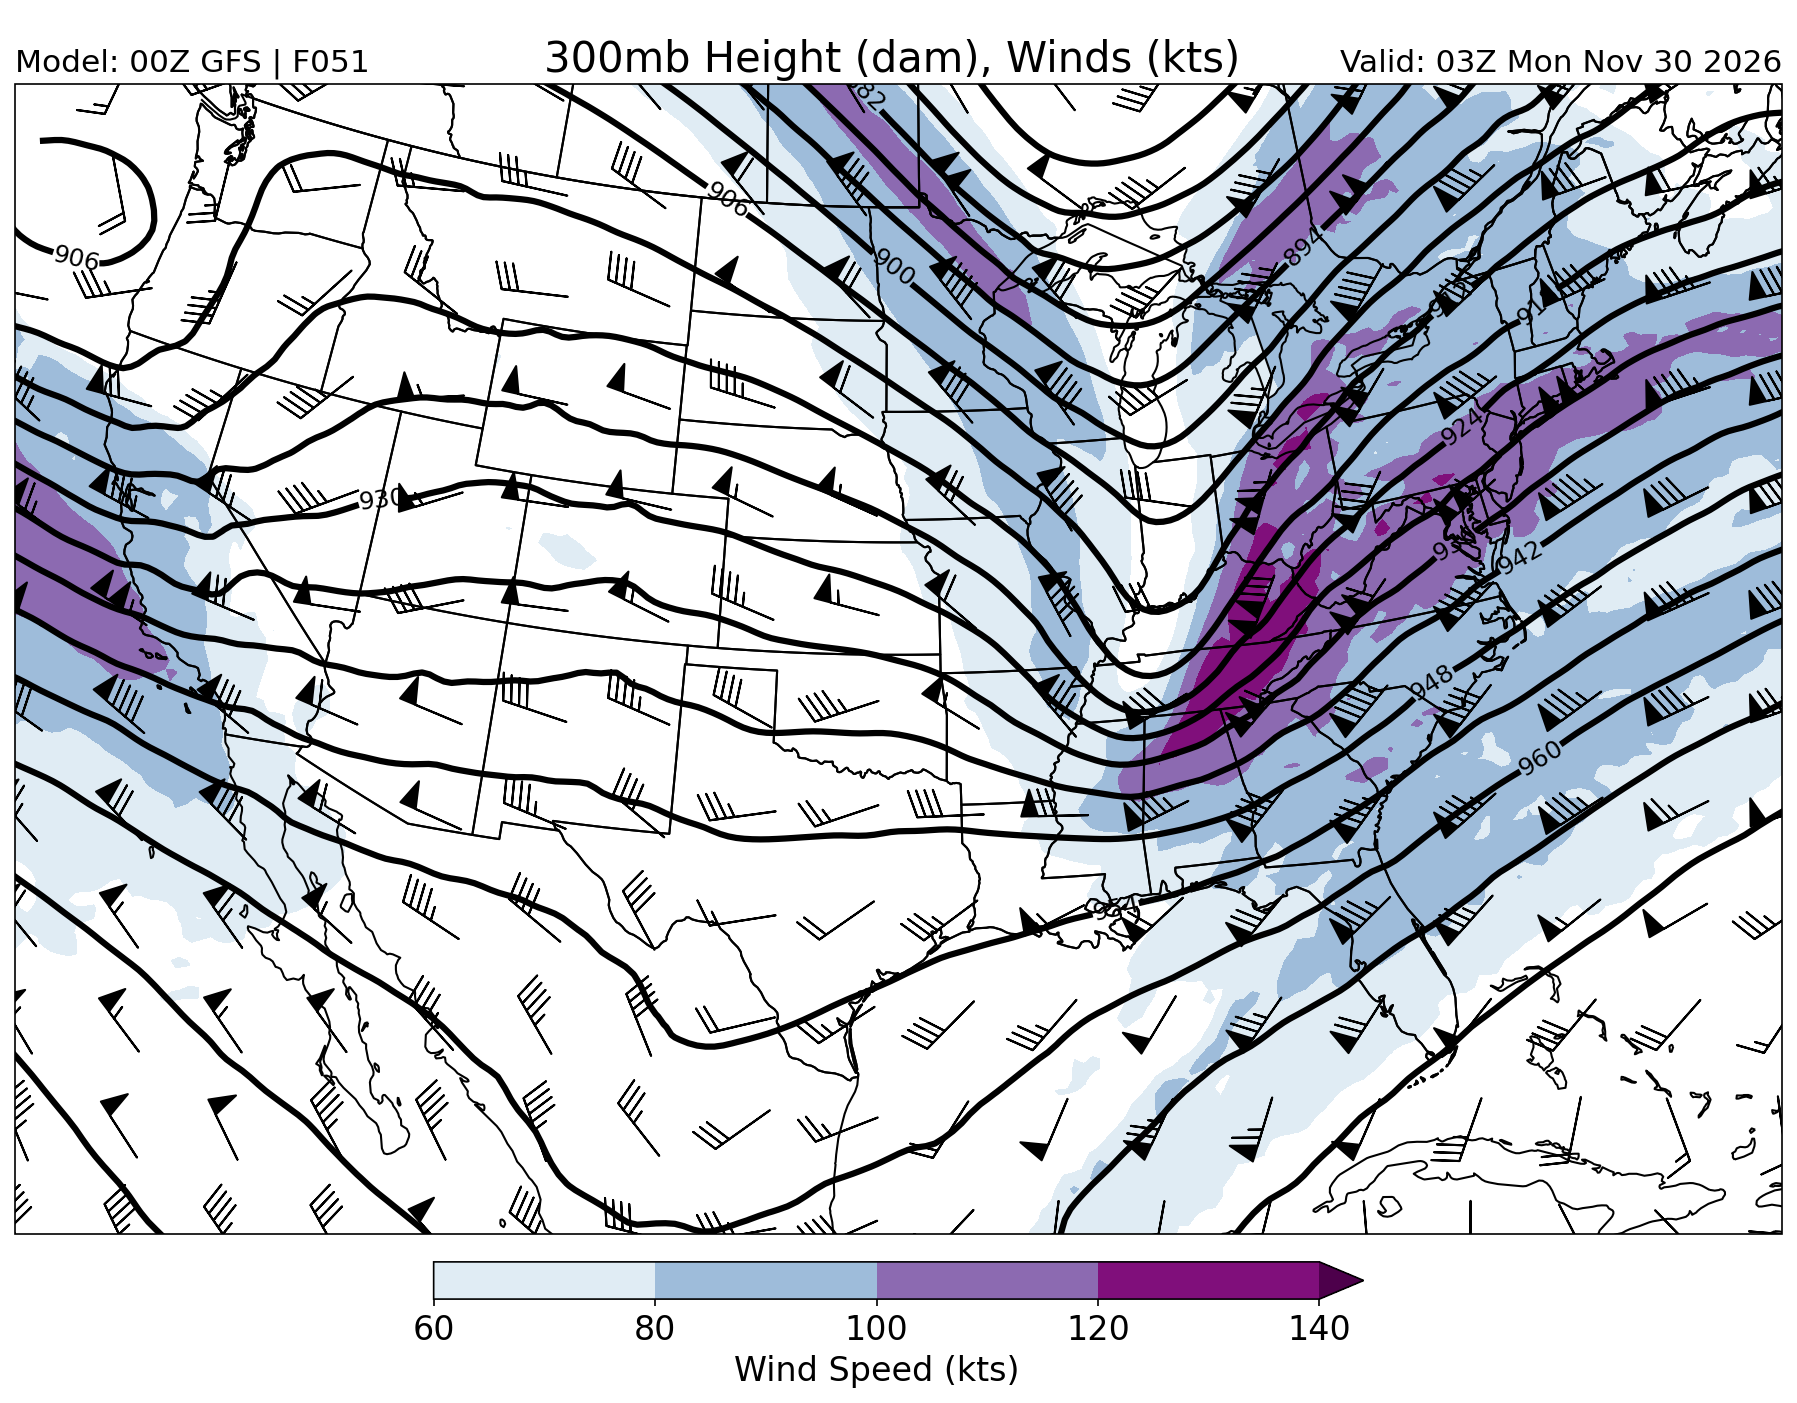 Model: 00Z GFS | F051
300mb Height (dam), Winds (kts)
Valid: 03Z Mon Nov 30 2026
906
906
900
894
924
930
942
948
960
60 80 100 120 140
Wind Speed (kts)